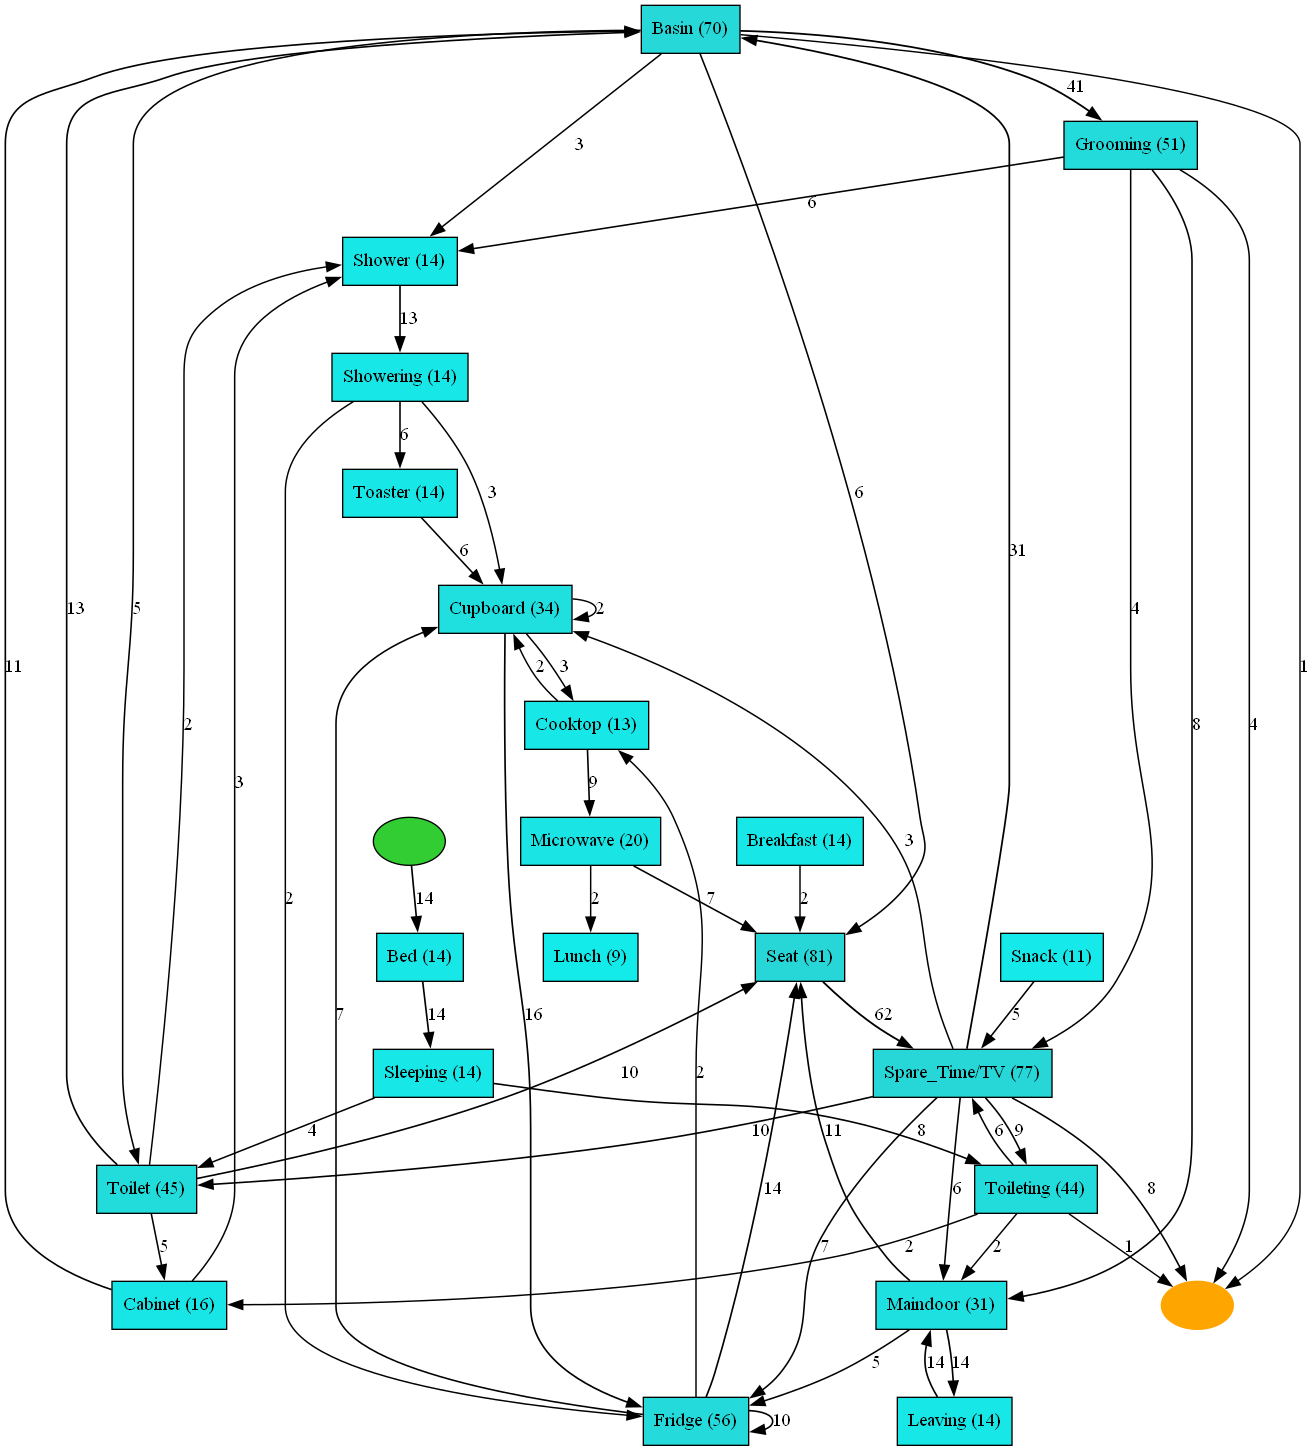 Basin (70)
41
Grooming (51)
3
6
Shower (14)
13
Showering (14)
6
3
Toaster (14)
6
31
6
Cupboard (34)
2
13
5
4
11
1
2
3
Cooktop (13)
2
8
4
3
9
Microwave (20)
Breakfast (14)
3
14
2
2
7
2
Bed (14)
Lunch (9)
Seat (81)
Snack (11)
14
7
16
62
5
Sleeping (14)
10
2
Spare_Time/TV (77)
4
10
11
8
6
9
Toilet (45)
14
6
Toileting (44)
8
5
7
2
2
1
Cabinet (16)
Maindoor (31)
5
14
14
Fridge (56)
10
Leaving (14)